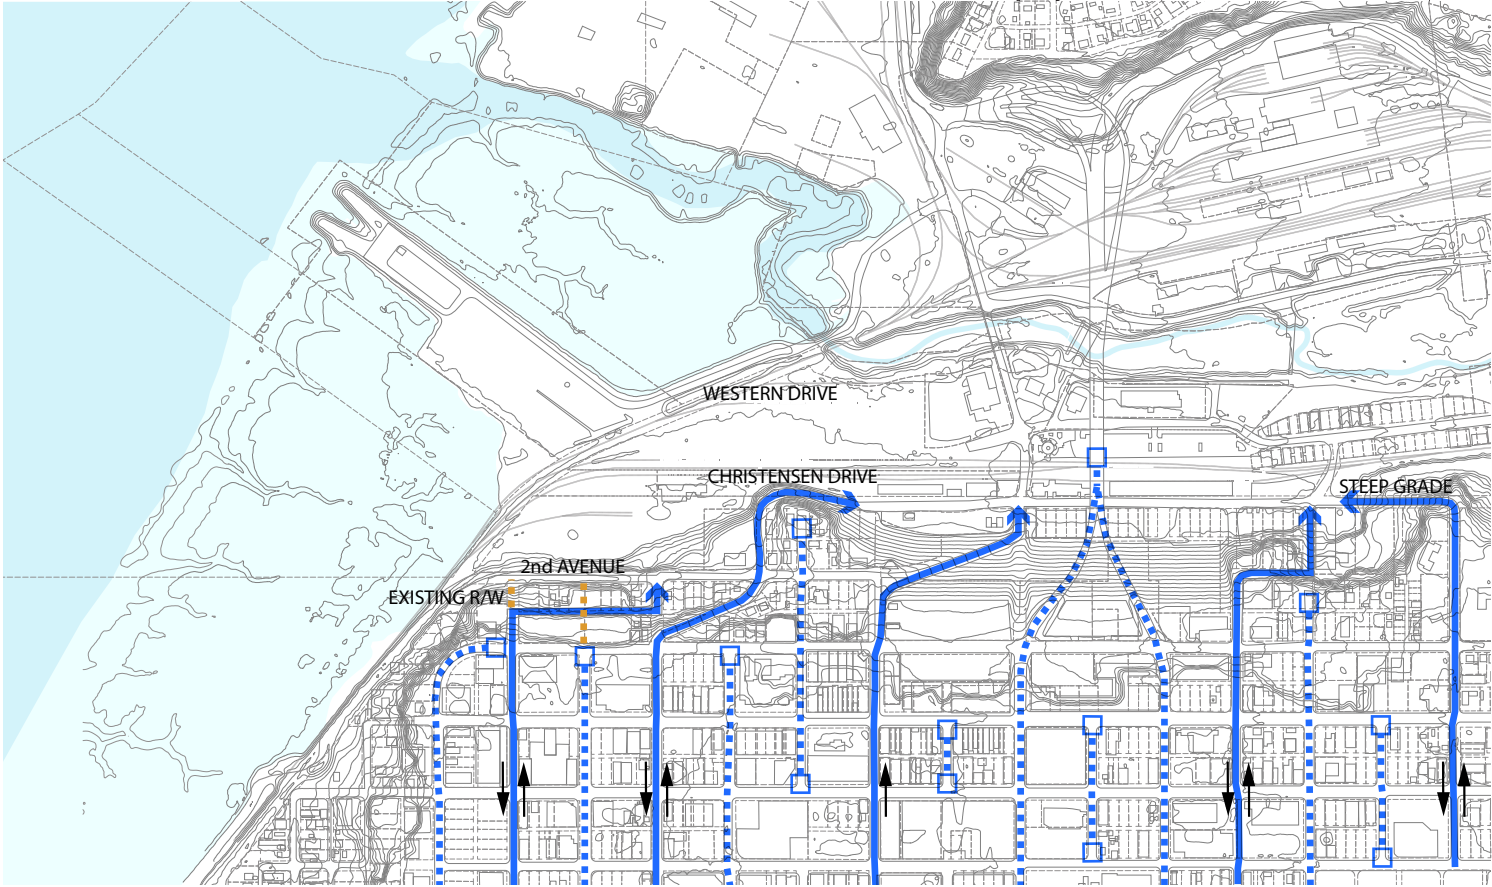 WESTERN DRIVE
CHRISTENSEN DRIVE
STEEP GRADE
2nd AVENUE
EXISTING R/W